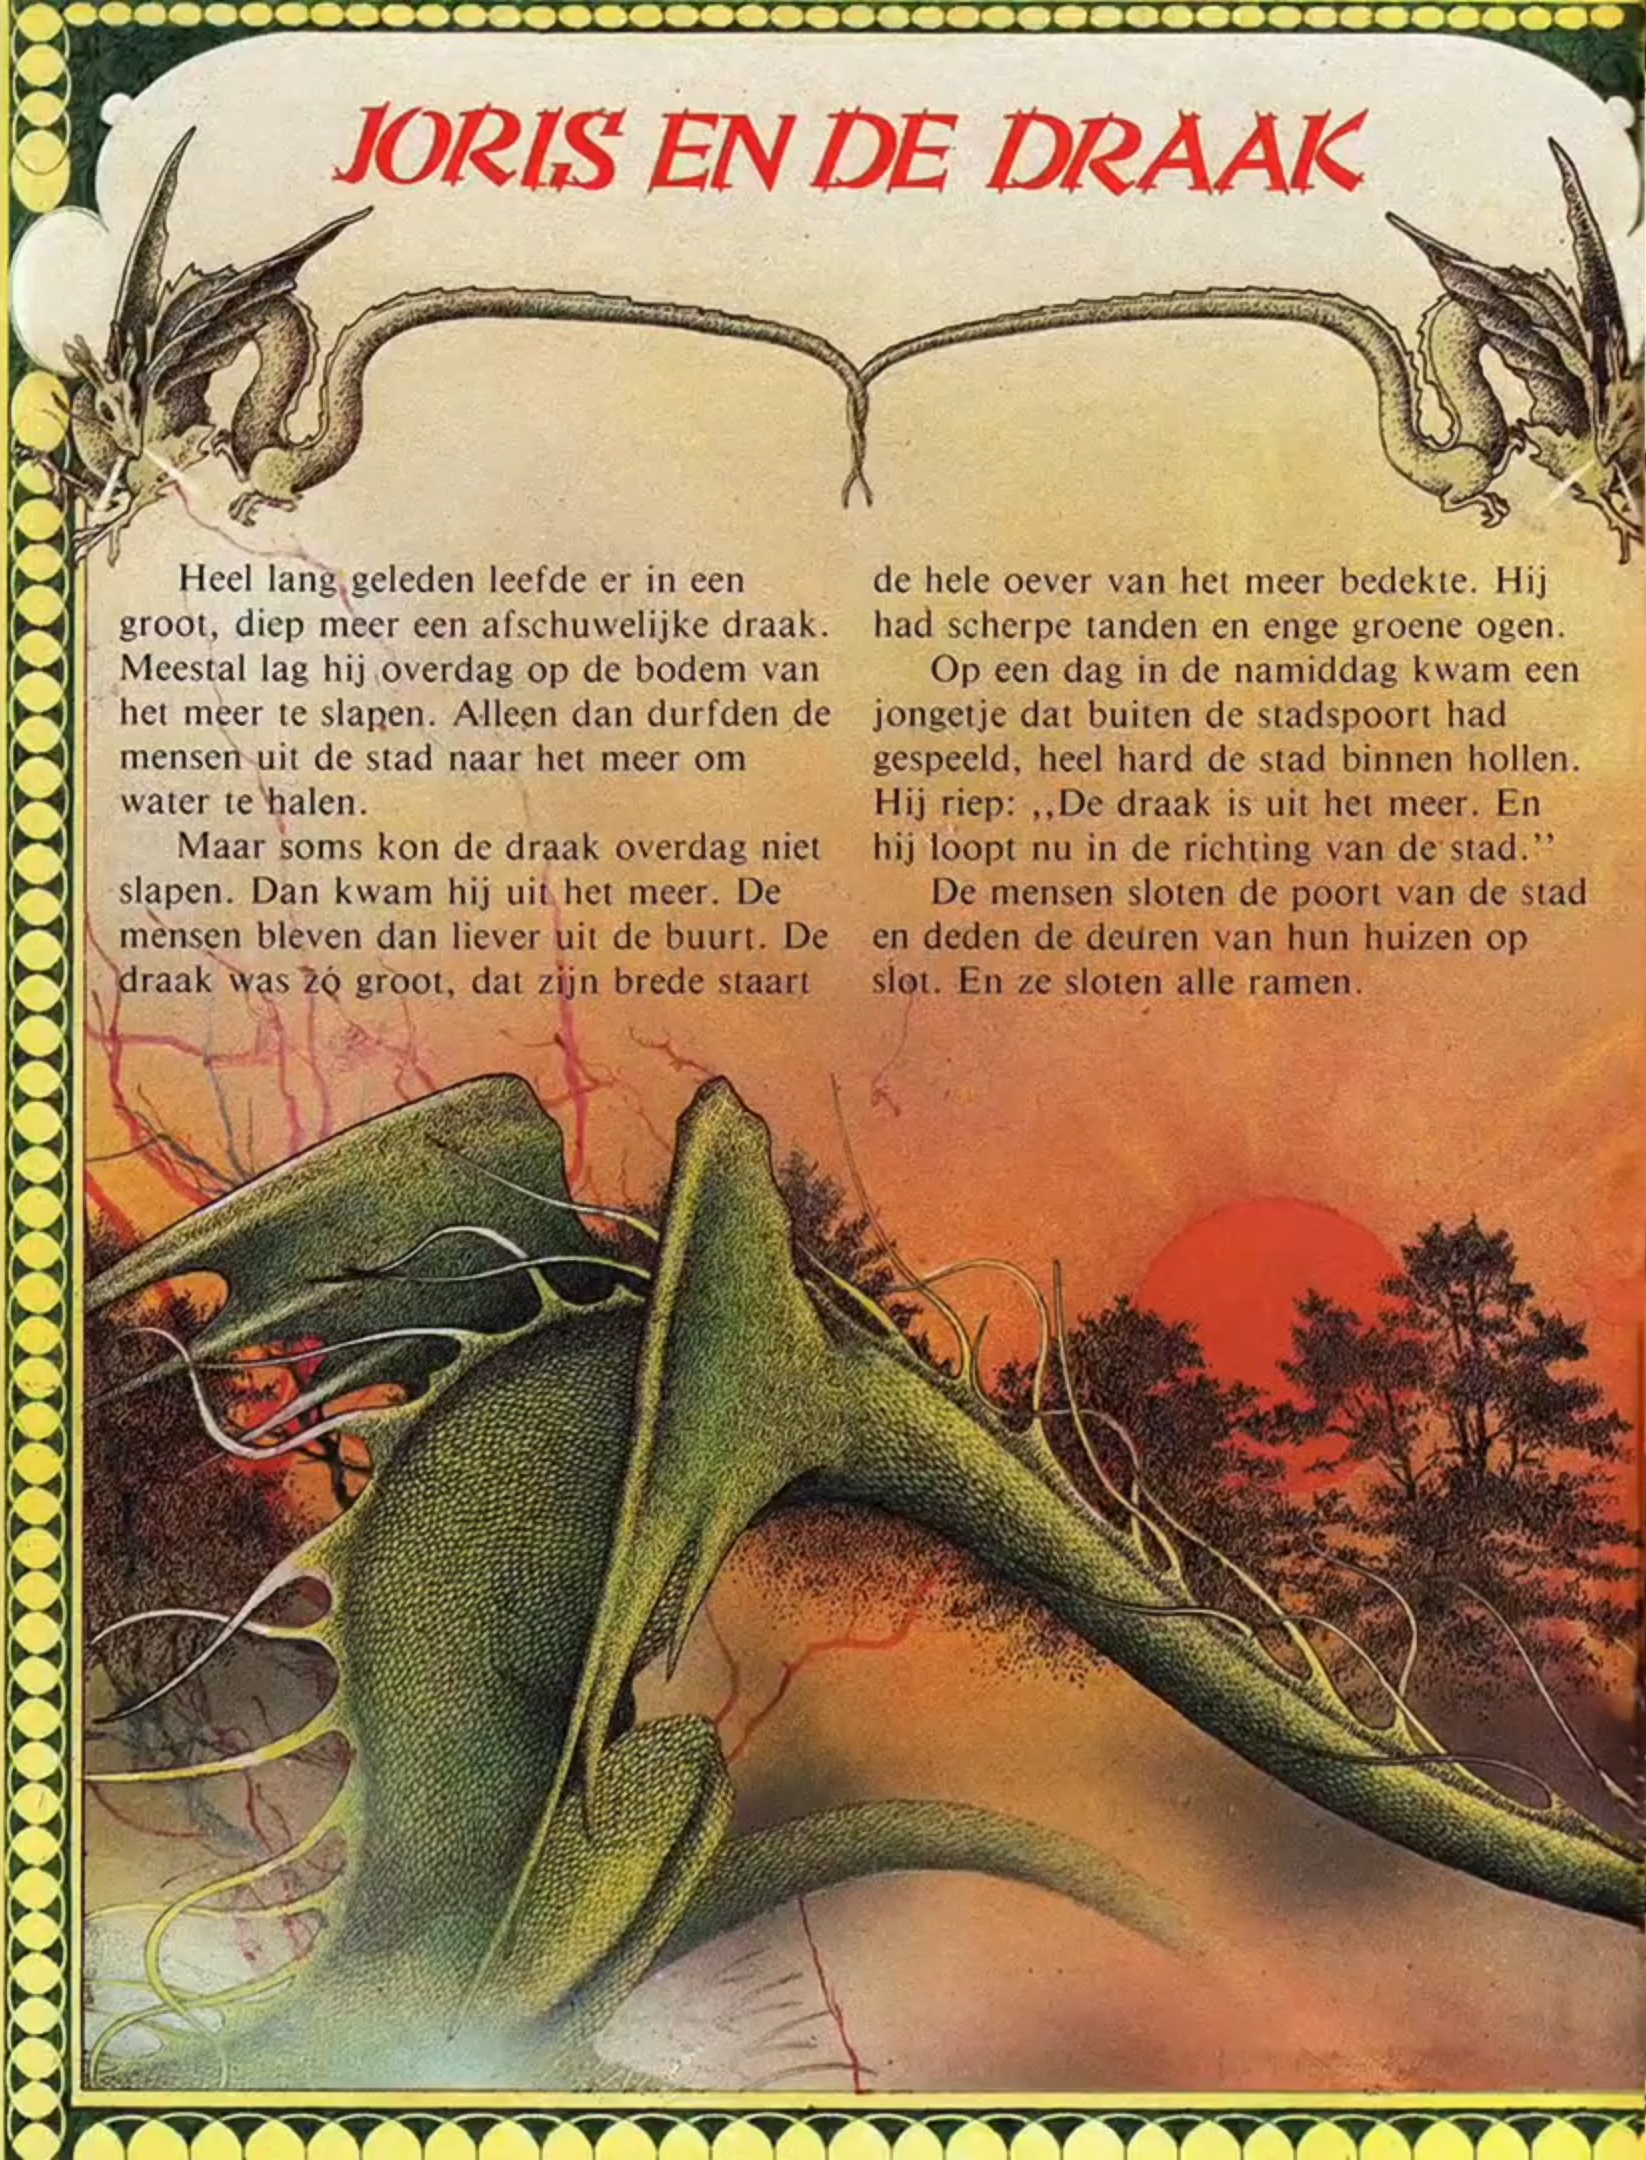 JORIS EN DE DRAAK
Heel lang geleden leefde er in een
groot, diep meer een afschuwelijke draak.
Meestal lag hij overdag op de bodem van
het meer te slapen. Alleen dan durfden de
mensen uit de stad naar het meer om
water te halen.
Maar soms kon de draak overdag niet
slapen. Dan kwam hij uit het meer. De
mensen bleven dan liever uit de buurt. De
draak was zó groot, dat zijn brede staart
de hele oever van het meer bedekte. Hij
had scherpe tanden en enge groene ogen.
Op een dag in de namiddag kwam een
jongetje dat buiten de stadspoort had
gespeeld, heel hard de stad binnen hollen.
Hij riep: ,,De draak is uit het meer. En
hij loopt nu in de richting van de stad.’’
De mensen sloten de poort van de stad
en deden de deuren van hun huizen op
slot. En ze sloten alle ramen.